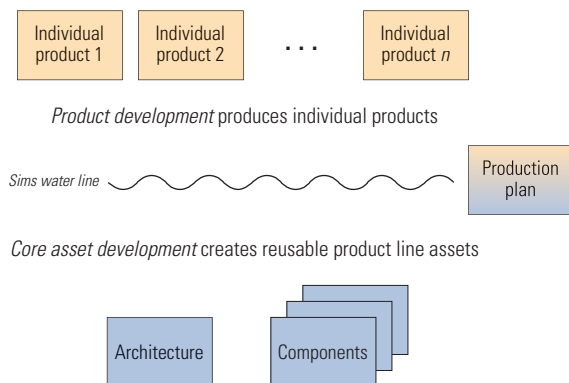 Individual
product 1
Individual
product 2
...
Individual
product n
Product development produces individual products
Sims water line
Production
plan
Core asset development creates reusable product line assets
Architecture
Components